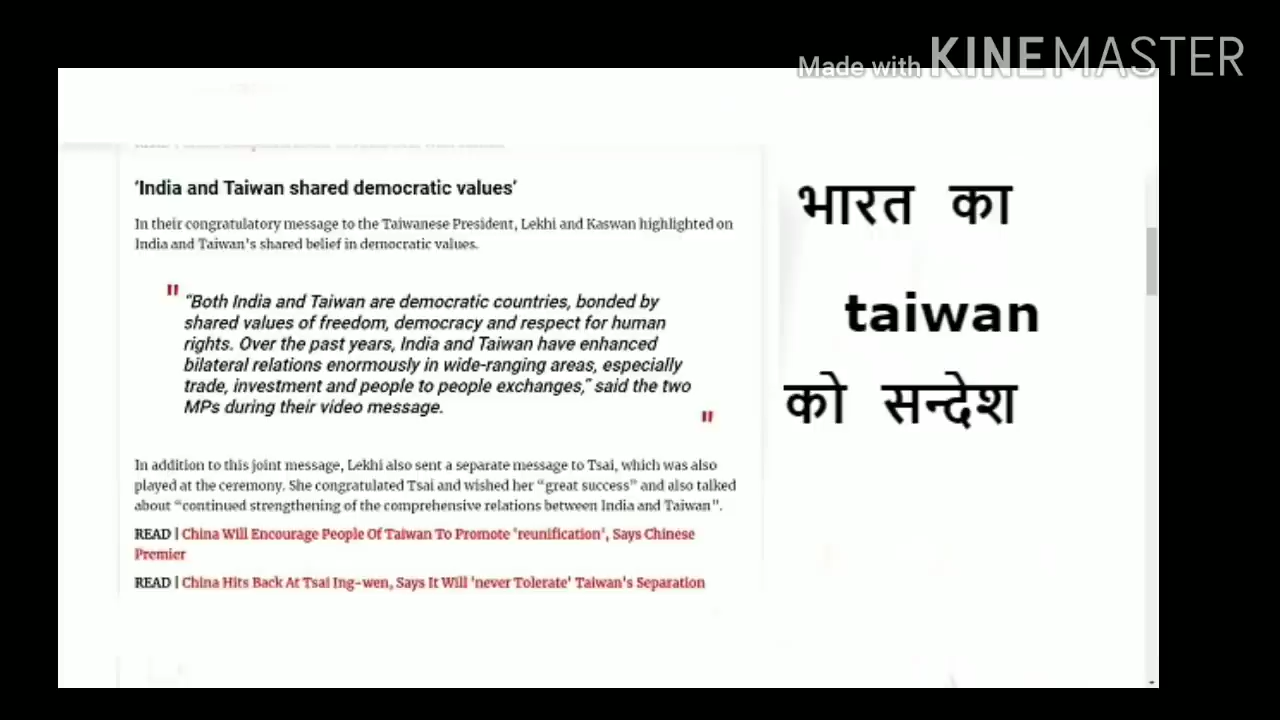 Made with KINEMASTER
‘India and Taiwan shared democratic values’
In their congratulatory message to the Taiwanese President, Lekhi and Kaswan highlighted on
India and Taiwan's shared belief in democratic values.
"
“Both India and Taiwan are democratic countries, bonded by
shared values of freedom, democracy and respect for human
rights. Over the past years, India and Taiwan have enhanced
bilateral relations enormously in wide-ranging areas, especially
trade, investment and people to people exchanges,” said the two
MPs during their video message.
"
In addition to this joint message, Lekhi also sent a separate message to Tsai, which was also
played at the ceremony. She congratulated Tsai and wished her “great success” and also talked
about “continued strengthening of the comprehensive relations between India and Taiwan”.
READ | China Will Encourage People Of Taiwan To Promote 'reunification', Says Chinese
Premier
READ | China Hits Back At Tsai Ing-wen, Says It Will 'never Tolerate' Taiwan's Separation
भारत का
taiwan
को सन्देश